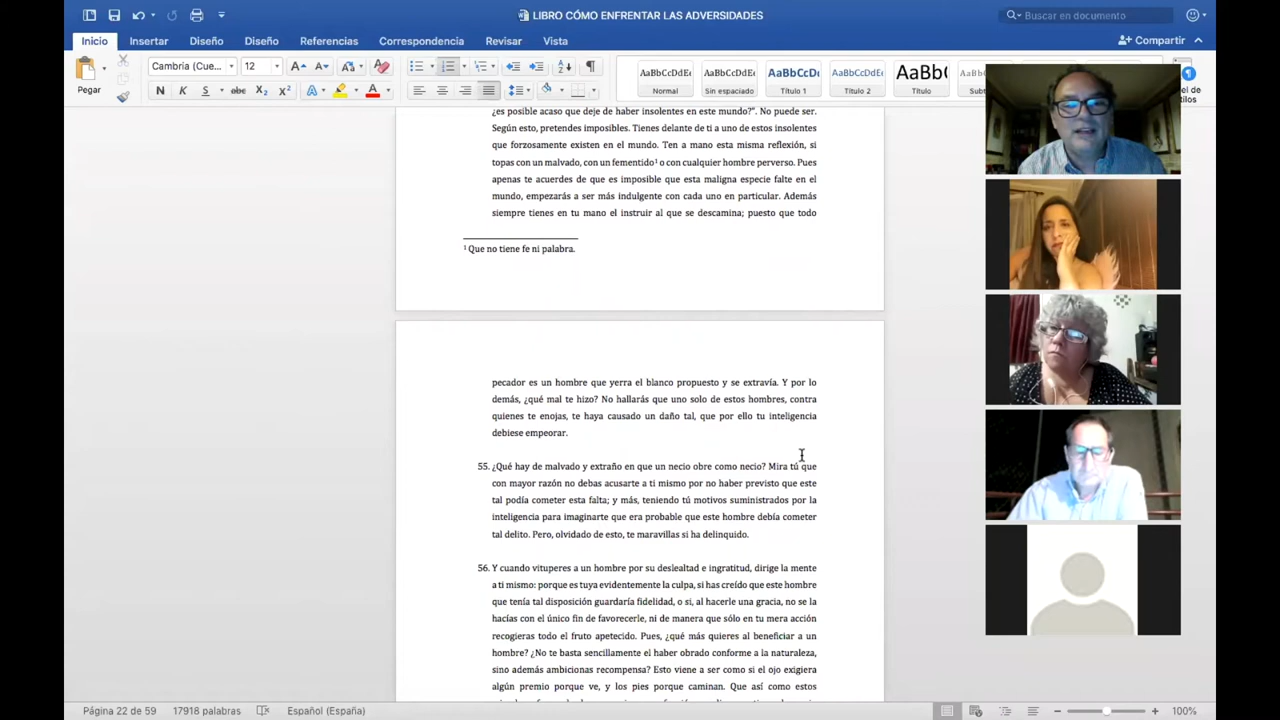 LIBRO CÓMO ENFRENTAR LAS ADVERSIDADES
Buscar en documento
Inicio Insertar Diseño Diseño Referencias Correspondencia Revisar Vista
Compartir
Pegar
Cambria (Cue... 12
N K S abc X₂ X²
AaBbCcDdEe AaBbCcDdEe AaBbCcDc AaBbCcDdEe AaBbC
Normal Sin espaciado Título 1 Título 2 Título
¿es posible acaso que deje de haber insolentes en este mundo?". No puede ser.
Según esto, pretendes imposibles. Tienes delante de ti a uno de estos insolentes
que forzosamente existen en el mundo. Ten a mano esta misma reflexión, si
topas con un malvado, con un fementido¹ o con cualquier hombre perverso. Pues
apenas te acuerdes de que es imposible que esta maligna especie falte en el
mundo, empezarás a ser más indulgente con cada uno en particular. Además
siempre tienes en tu mano el instruir al que se descamina; puesto que todo
¹ Que no tiene fe ni palabra.
pecador es un hombre que yerra el blanco propuesto y se extravía. Y por lo
demás, ¿qué mal te hizo? No hallarás que uno solo de estos hombres, contra
quienes te enojas, te haya causado un daño tal, que por ello tu inteligencia
debiese empeorar.
55. ¿Qué hay de malvado y extraño en que un necio obre como necio? Mira tú que
con mayor razón no debas acusarte a ti mismo por no haber previsto que este
tal podía cometer esta falta; y más, teniendo tú motivos suministrados por la
inteligencia para imaginarte que era probable que este hombre debía cometer
tal delito. Pero, olvidado de esto, te maravillas si ha delinquido.
56. Y cuando vituperes a un hombre por su deslealtad e ingratitud, dirige la mente
a ti mismo: porque es tuya evidentemente la culpa, si has creído que este hombre
que tenía tal disposición guardaría fidelidad, o si, al hacerle una gracia, no se la
hacías con el único fin de favorecerle, ni de manera que sólo en tu mera acción
recogieras todo el fruto apetecido. Pues, ¿qué más quieres al beneficiar a un
hombre? ¿No te basta sencillamente el haber obrado conforme a la naturaleza,
sino además ambicionas recompensa? Esto viene a ser como si el ojo exigiera
algún premio porque ve, y los pies porque caminan. Que así como estos
Página 22 de 59 17918 palabras Español (España) 100%